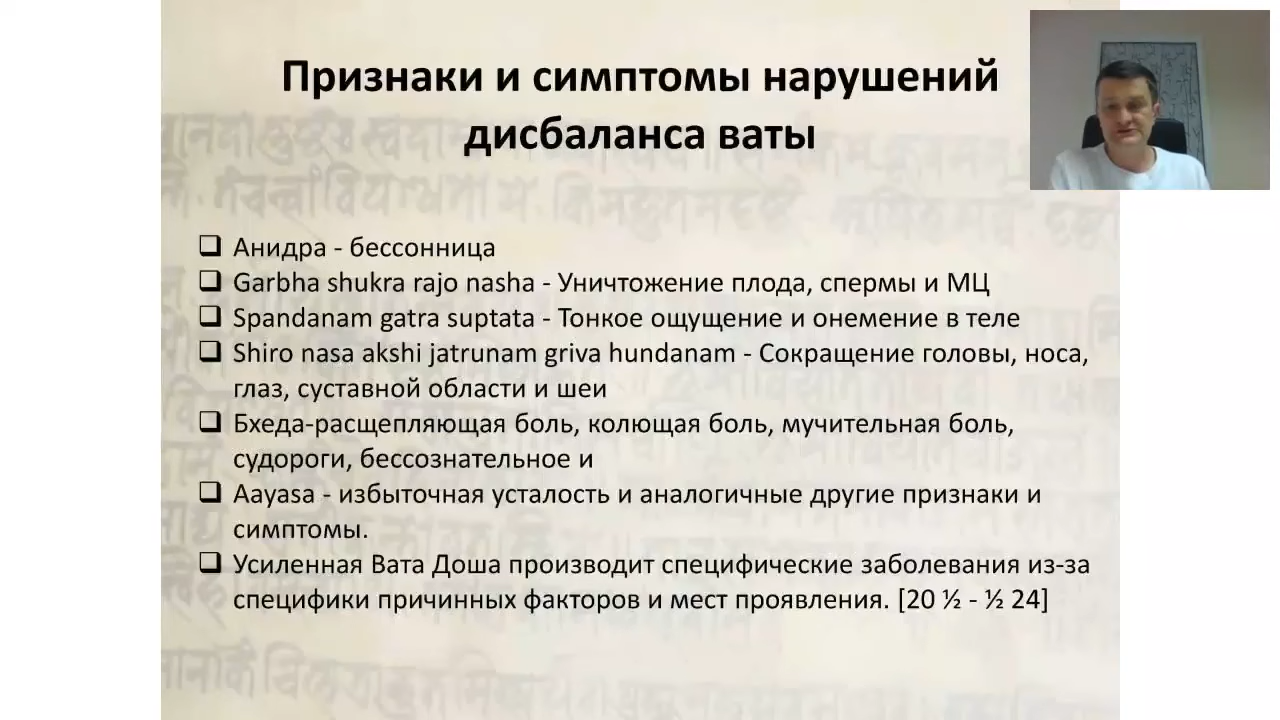 Признаки и симптомы нарушений
дисбаланса ваты
Анидра - бессонница
Garbha shukra rajo nasha - Уничтожение плода, спермы и МЦ
Spandanam gatra suptata - Тонкое ощущение и онемение в теле
Shiro nasa akshi jatrunam griva hundanam - Сокращение головы, носа,
глаз, суставной области и шеи
Бхеда-расщепляющая боль, колющая боль, мучительная боль,
судороги, бессознательное и
Aayasa - избыточная усталость и аналогичные другие признаки и
симптомы.
Усиленная Вата Доша производит специфические заболевания из-за
специфики причинных факторов и мест проявления. [20 ½ - ½ 24]